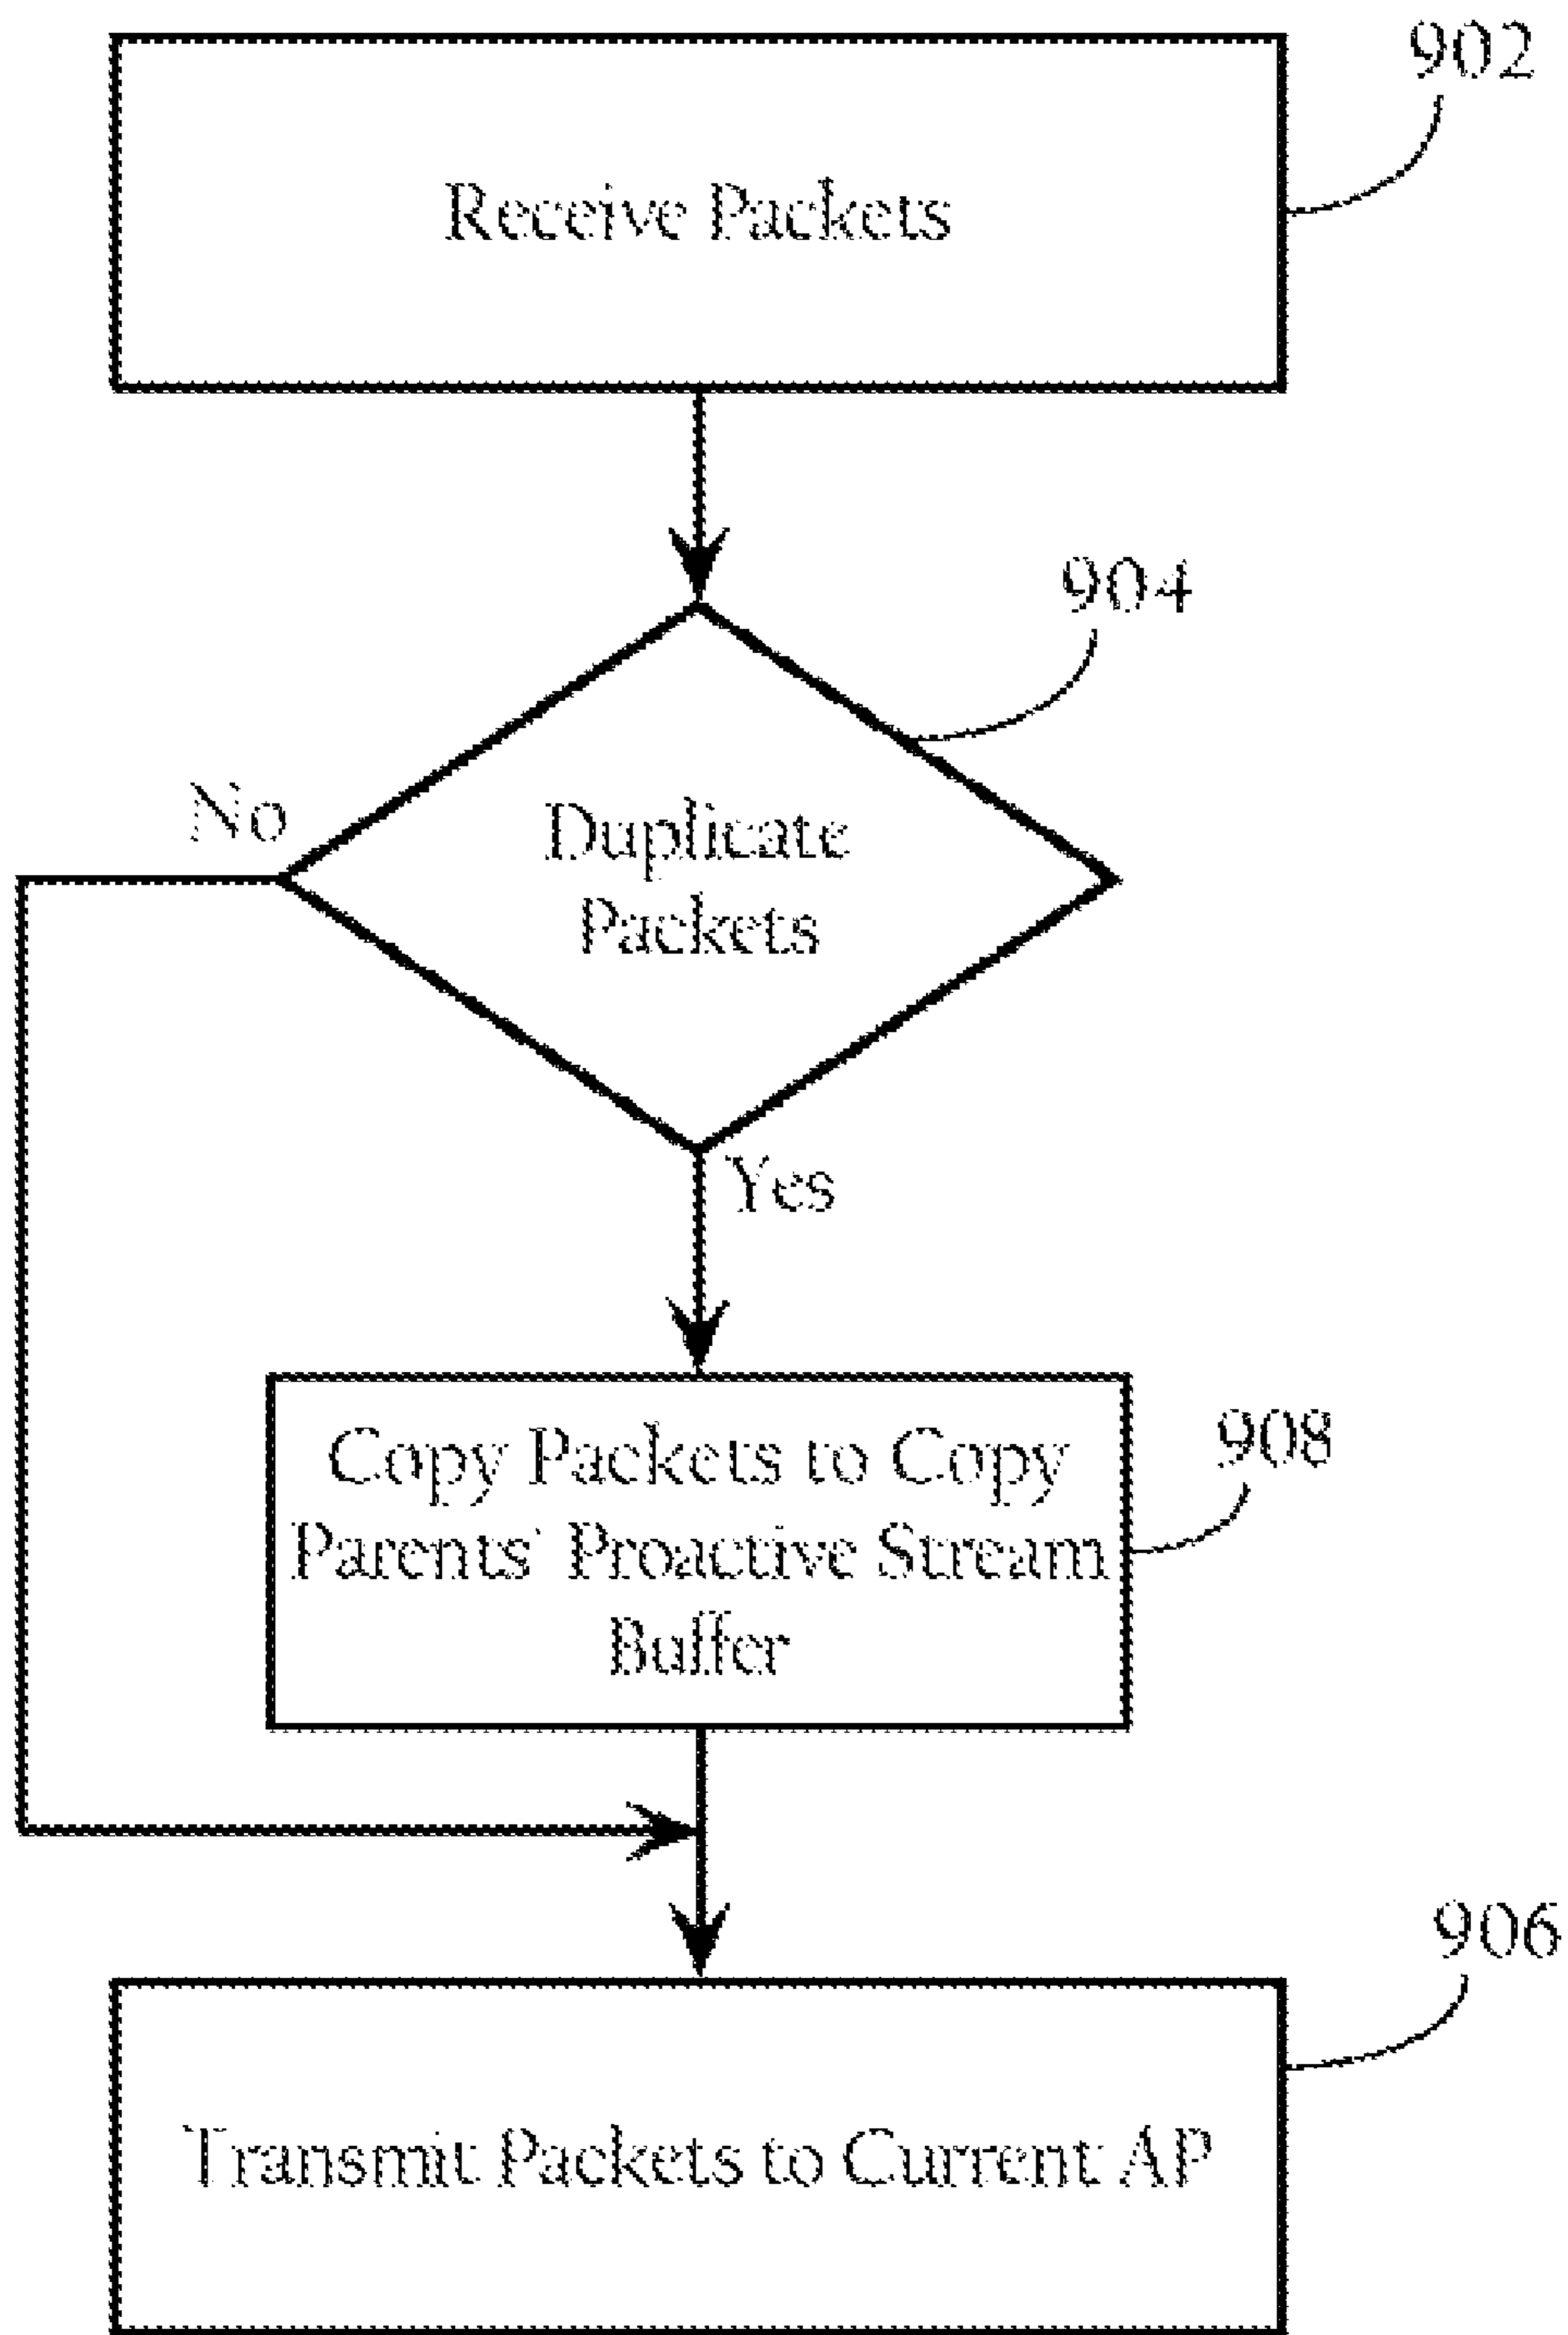 902
Receive Packets
904
No
Duplicate
Packets
Yes
Copy Packets to Copy
Parents' Proactive Stream
Buffer
908
906
Transmit Packets to Current AP